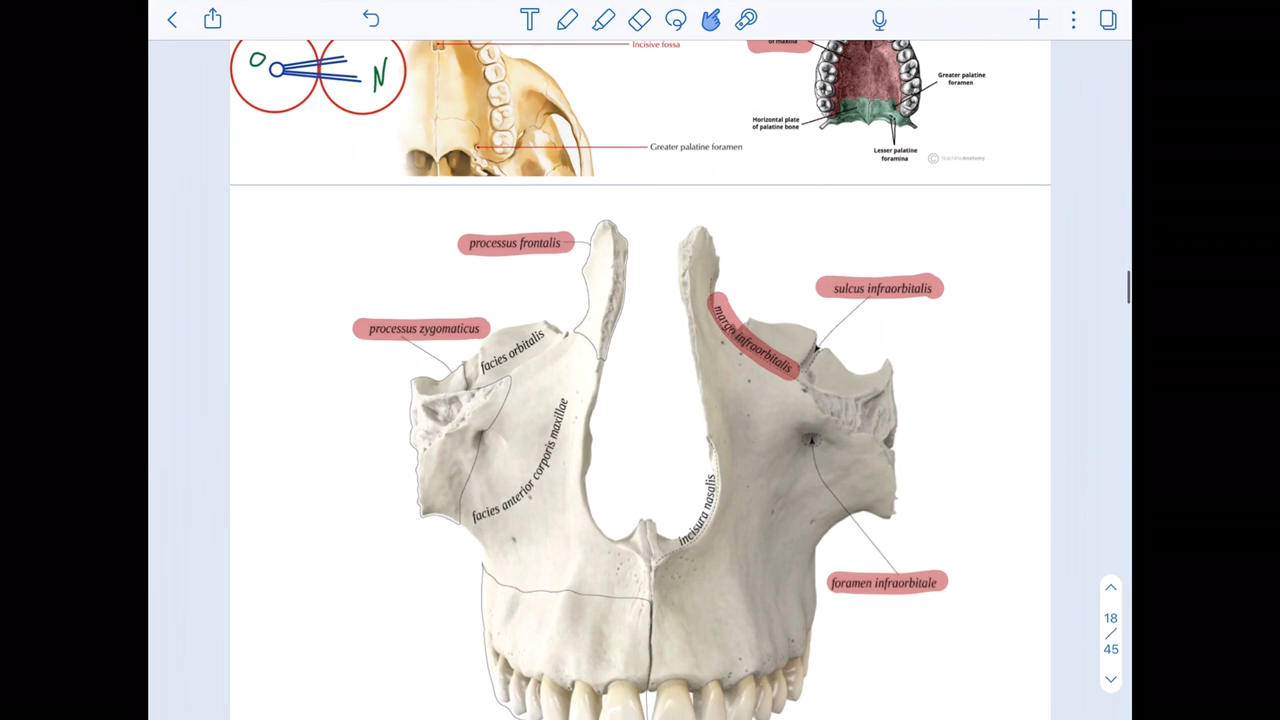 T
O
N
Incisive fossa
Greater palatine foramen
of maxilla
Greater palatine
foramen
Horizontal plate
of palatine bone
Lesser palatine
foramina
processus frontalis
sulcus infraorbitalis
processus zygomaticus
margo infraorbitalis
facies orbitalis
facies anterior corporis maxillae
incisura nasalis
foramen infraorbitale
18
/
45